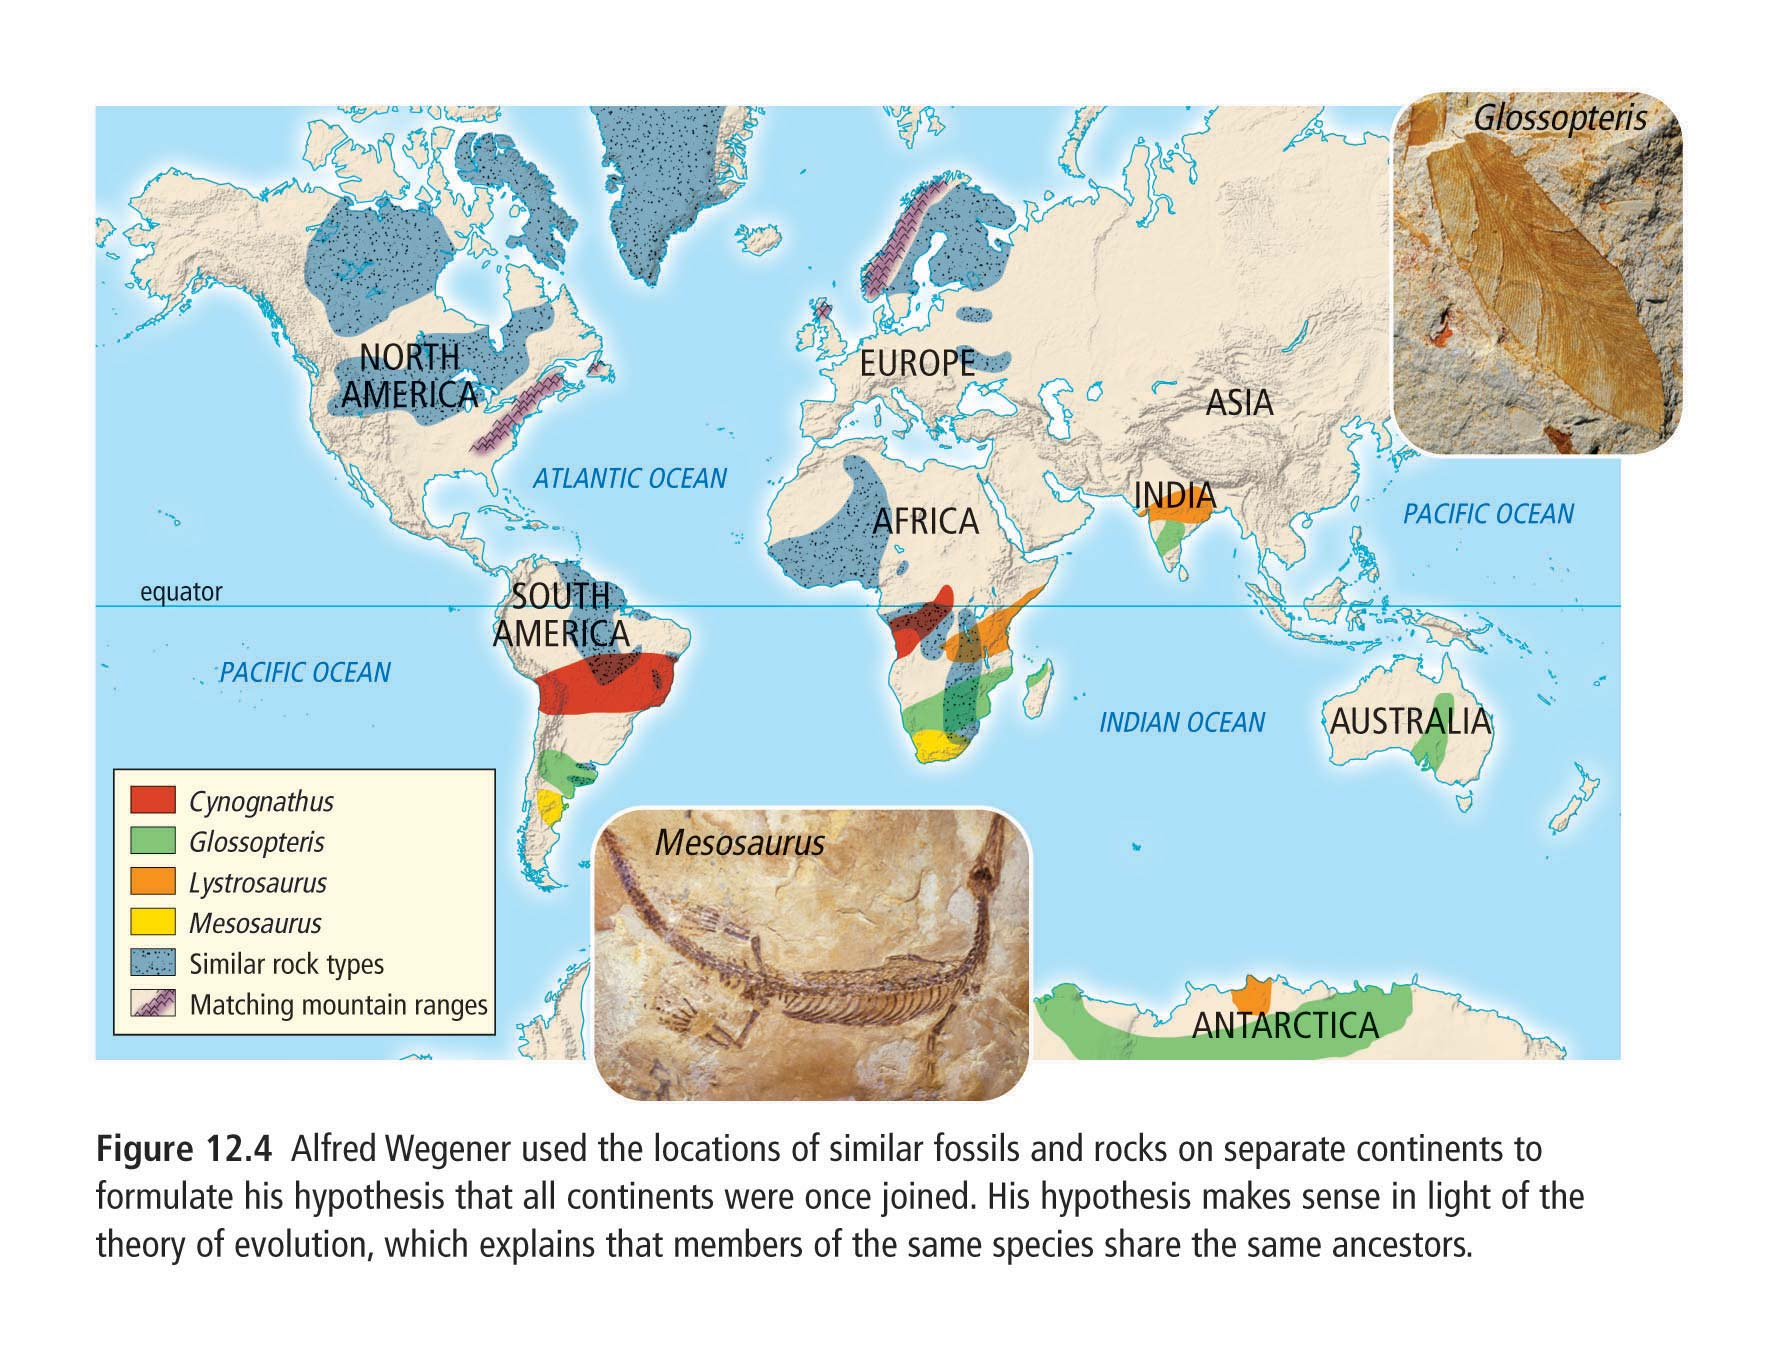 Glossopteris
NORTH
AMERICA
EUROPE
ASIA
ATLANTIC OCEAN
INDIA
AFRICA
PACIFIC OCEAN
equator
SOUTH
AMERICA
PACIFIC OCEAN
INDIAN OCEAN
AUSTRALIA
Cynognathus
Glossopteris
Lystrosaurus
Mesosaurus
Similar rock types
Matching mountain ranges
Mesosaurus
ANTARCTICA
Figure 12.4 Alfred Wegener used the locations of similar fossils and rocks on separate continents to
formulate his hypothesis that all continents were once joined. His hypothesis makes sense in light of the
theory of evolution, which explains that members of the same species share the same ancestors.